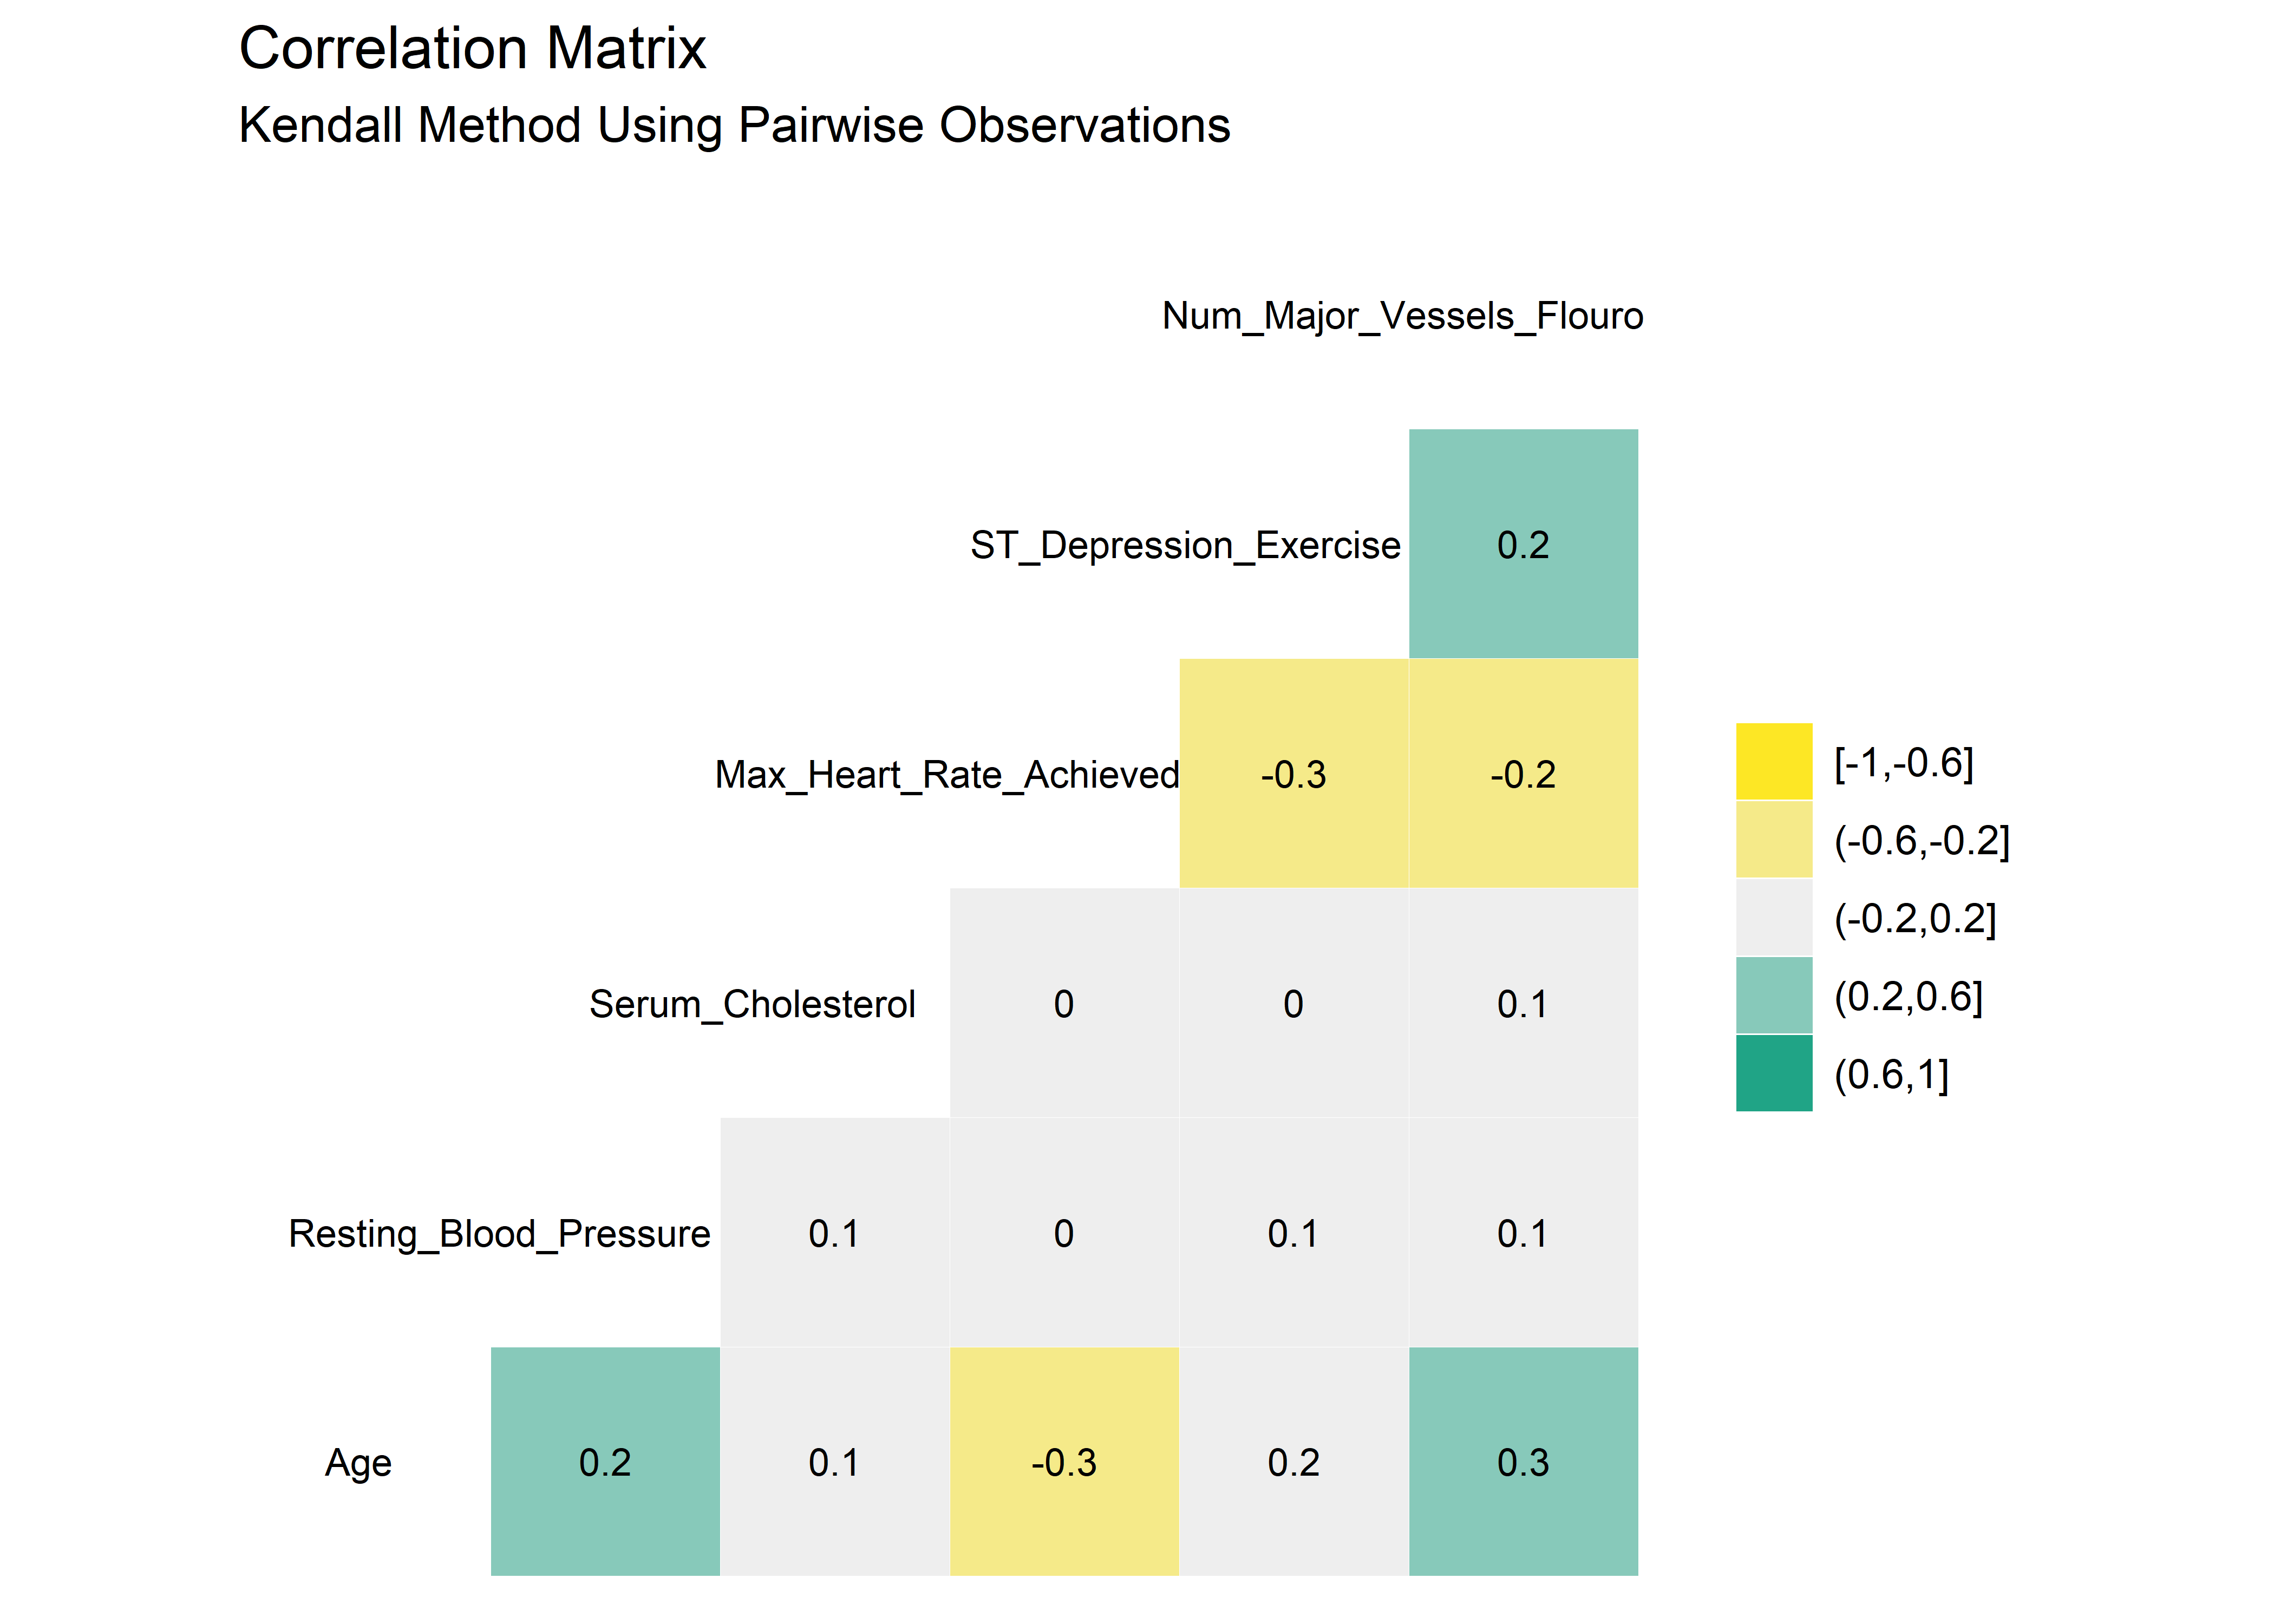 Correlation Matrix
Kendall Method Using Pairwise Observations
Num_Major_Vessels_Flouro
ST_Depression_Exercise 0.2
Max_Heart_Rate_Achieved -0.3 -0.2
Serum_Cholesterol 0 0 0.1
Resting_Blood_Pressure 0.1 0 0.1 0.1
Age 0.2 0.1 -0.3 0.2 0.3
[-1,-0.6]
(-0.6,-0.2]
(-0.2,0.2]
(0.2,0.6]
(0.6,1]